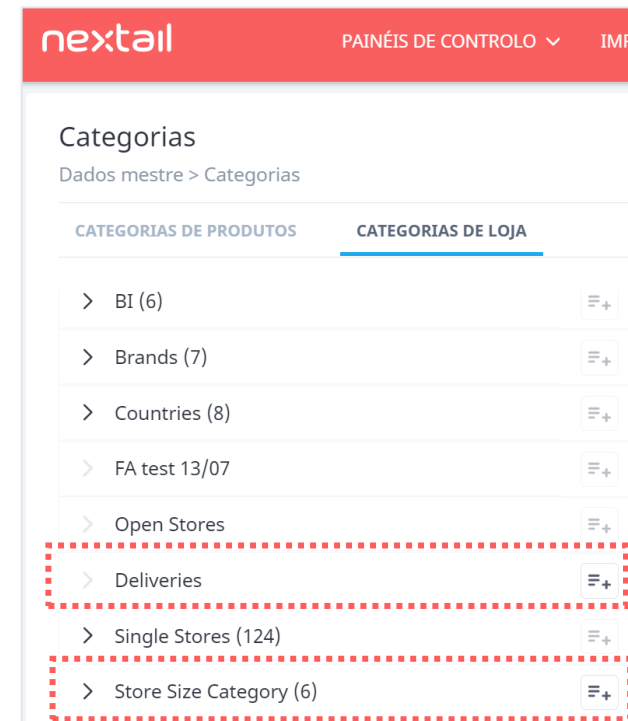 nextail
PAINÉIS DE CONTROLO
Categorias
Dados mestre > Categorias
CATEGORIAS DE PRODUTOS CATEGORIAS DE LOJA
BI (6)
Brands (7)
Countries (8)
FA test 13/07
Open Stores
Deliveries
Single Stores (124)
Store Size Category (6)